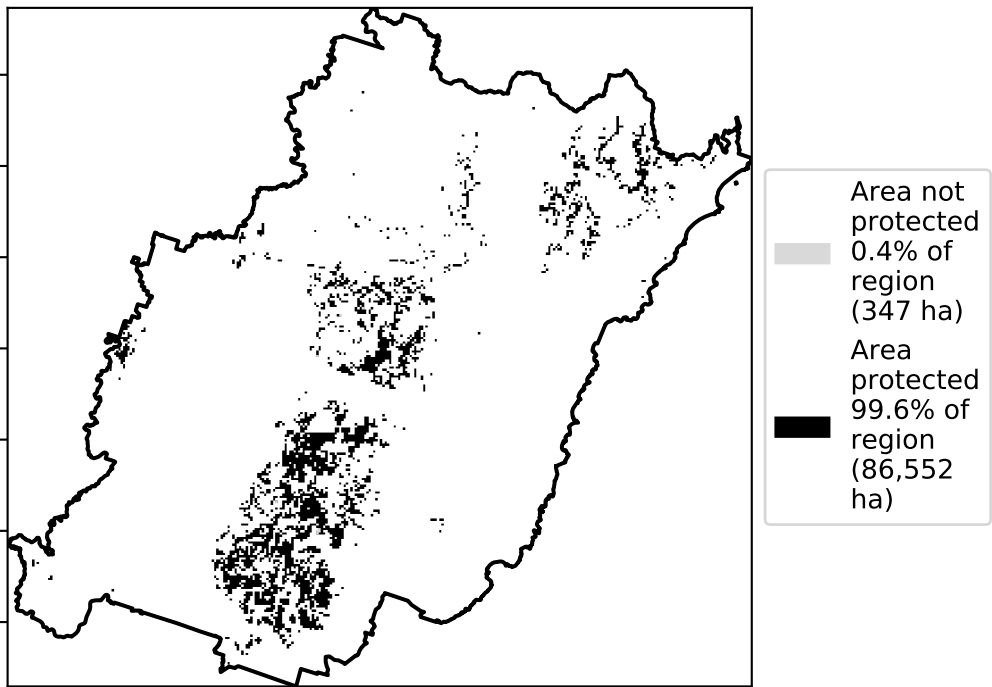 Area not
protected
0.4% of
region
(347 ha)
Area
protected
99.6% of
region
(86,552
ha)